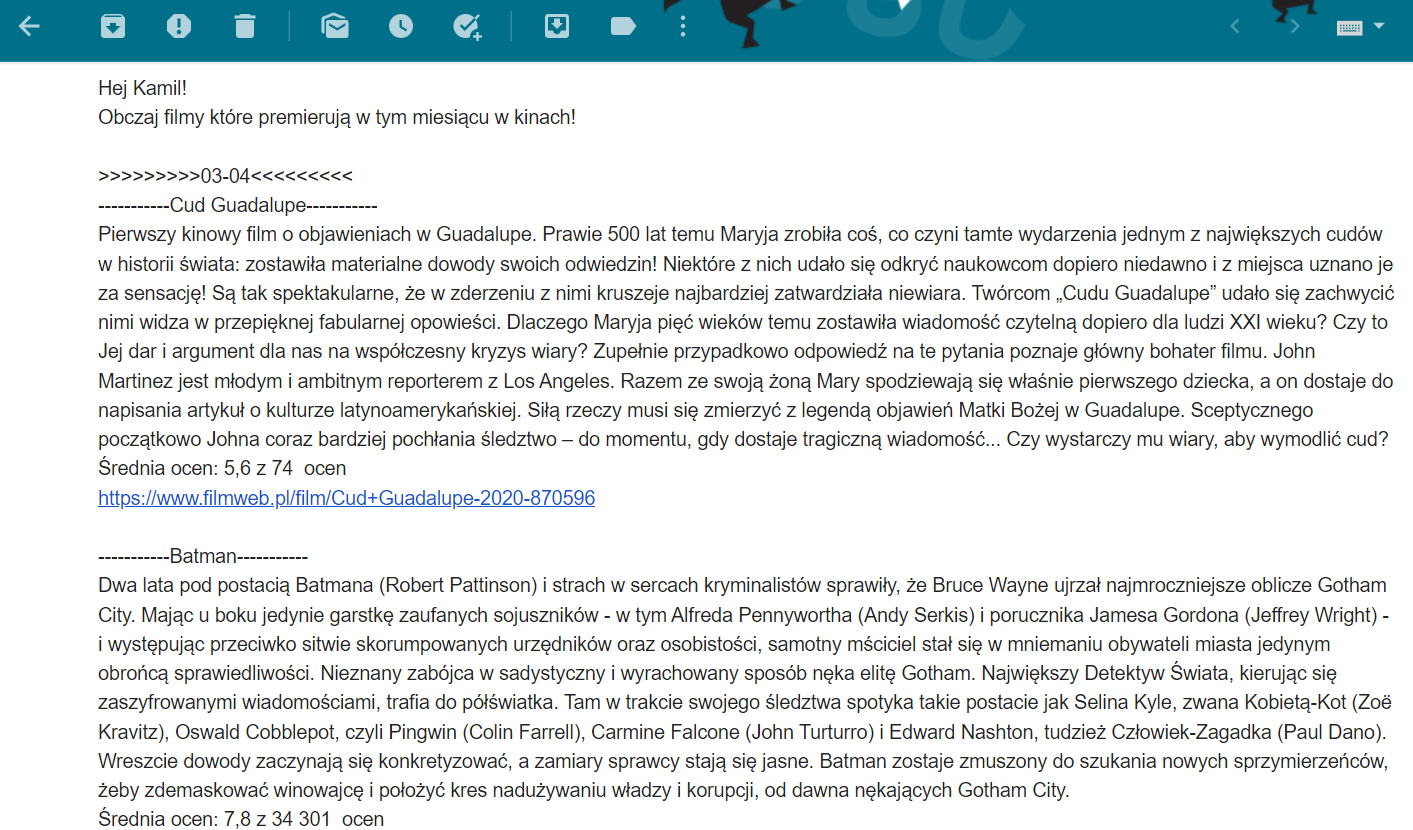 Hej Kamil!
Obczaj filmy które premierują w tym miesiącu w kinach!
>>>>>>>>>03-04<<<<<<<<<
-----------Cud Guadalupe-----------
Pierwszy kinowy film o objawieniach w Guadalupe. Prawie 500 lat temu Maryja zrobiła coś, co czyni tamte wydarzenia jednym z największych cudów
w historii świata: zostawiła materialne dowody swoich odwiedzin! Niektóre z nich udało się odkryć naukowcom dopiero niedawno i z miejsca uznano je
za sensację! Są tak spektakularne, że w zderzeniu z nimi kruszeje najbardziej zatwardziała niewiara. Twórcom „Cudu Guadalupe” udało się zachwycić
nimi widza w przepięknej fabularnej opowieści. Dlaczego Maryja pięć wieków temu zostawiła wiadomość czytelną dopiero dla ludzi XXI wieku? Czy to
Jej dar i argument dla nas na współczesny kryzys wiary? Zupełnie przypadkowo odpowiedź na te pytania poznaje główny bohater filmu. John
Martinez jest młodym i ambitnym reporterem z Los Angeles. Razem ze swoją żoną Mary spodziewają się właśnie pierwszego dziecka, a on dostaje do
napisania artykuł o kulturze latynoamerykańskiej. Siłą rzeczy musi się zmierzyć z legendą objawień Matki Bożej w Guadalupe. Sceptycznego
początkowo Johna coraz bardziej pochłania śledztwo – do momentu, gdy dostaje tragiczną wiadomość... Czy wystarczy mu wiary, aby wymodlić cud?
Średnia ocen: 5,6 z 74  ocen
https://www.filmweb.pl/film/Cud+Guadalupe-2020-870596
-----------Batman-----------
Dwa lata pod postacią Batmana (Robert Pattinson) i strach w sercach kryminalistów sprawiły, że Bruce Wayne ujrzał najmroczniejsze oblicze Gotham
City. Mając u boku jedynie garstkę zaufanych sojuszników - w tym Alfreda Pennywortha (Andy Serkis) i porucznika Jamesa Gordona (Jeffrey Wright) -
i występując przeciwko sitwie skorumpowanych urzędników oraz osobistości, samotny mściciel stał się w mniemaniu obywateli miasta jedynym
obrońcą sprawiedliwości. Nieznany zabójca w sadystyczny i wyrachowany sposób nęka elitę Gotham. Największy Detektyw Świata, kierując się
zaszyfrowanymi wiadomościami, trafia do półświatka. Tam w trakcie swojego śledztwa spotyka takie postacie jak Selina Kyle, zwana Kobietą-Kot (Zoë
Kravitz), Oswald Cobblepot, czyli Pingwin (Colin Farrell), Carmine Falcone (John Turturro) i Edward Nashton, tudzież Człowiek-Zagadka (Paul Dano).
Wreszcie dowody zaczynają się konkretyzować, a zamiary sprawcy stają się jasne. Batman zostaje zmuszony do szukania nowych sprzymierzeńców,
żeby zdemaskować winowajcę i położyć kres nadużywaniu władzy i korupcji, od dawna nękających Gotham City.
Średnia ocen: 7,8 z 34 301  ocen